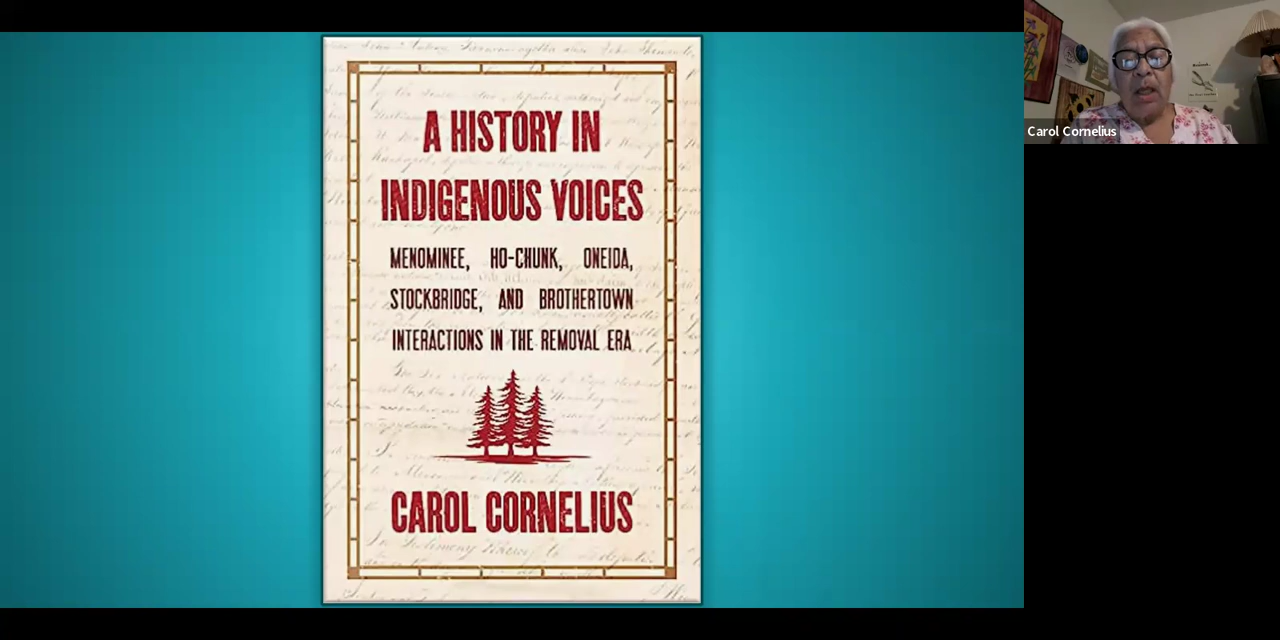 A HISTORY IN
INDIGENOUS VOICES
MENOMINEE, HO-CHUNK, ONEIDA,
STOCKBRIDGE, AND BROTHERTOWN
INTERACTIONS IN THE REMOVAL ERA
CAROL CORNELIUS
Carol Cornelius